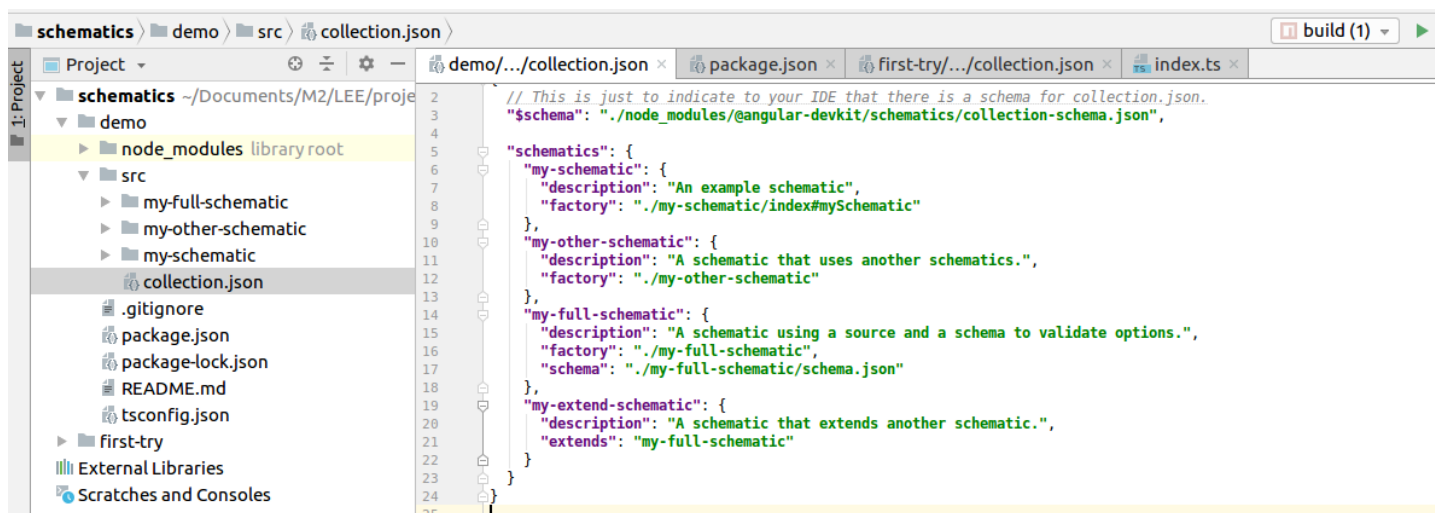 schematics demo src collection.json build (1)
1: Project
Project
schematics ~/Documents/M2/LEE/proje
demo
node_modules library root
src
my-full-schematic
my-other-schematic
my-schematic
collection.json
.gitignore
package.json
package-lock.json
README.md
tsconfig.json
first-try
External Libraries
Scratches and Consoles
demo/.../collection.json package.json first-try/.../collection.json index.ts
2 // This is just to indicate to your IDE that there is a schema for collection.json.
3 "$schema": "./node_modules/@angular-devkit/schematics/collection-schema.json",
4
5 "schematics": {
6 "my-schematic": {
7 "description": "An example schematic",
8 "factory": "./my-schematic/index#mySchematic"
9 },
10 "my-other-schematic": {
11 "description": "A schematic that uses another schematics.",
12 "factory": "./my-other-schematic"
13 },
14 "my-full-schematic": {
15 "description": "A schematic using a source and a schema to validate options.",
16 "factory": "./my-full-schematic",
17 "schema": "./my-full-schematic/schema.json"
18 },
19 "my-extend-schematic": {
20 "description": "A schematic that extends another schematic.",
21 "extends": "my-full-schematic"
22 }
23 }
24 }